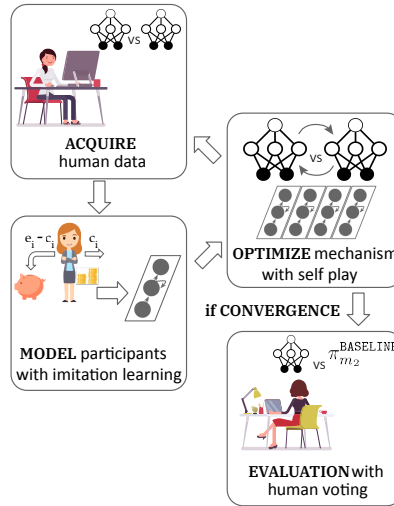 vs
ACQUIRE
human data
e_i - c_i
c_i
MODEL participants
with imitation learning
vs
OPTIMIZE mechanism
with self play
if CONVERGENCE
vs π_{m_2}^{BASELINE}
EVALUATION with
human voting